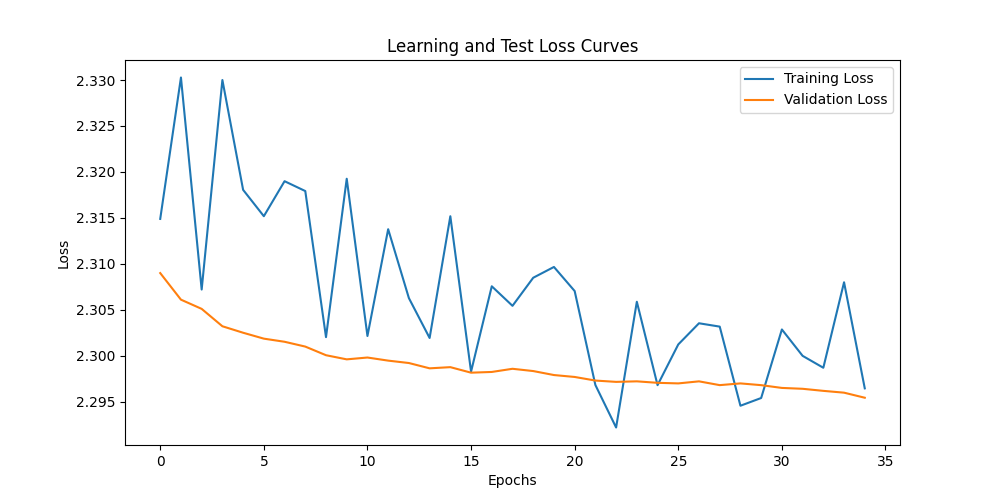 Learning and Test Loss Curves
Training Loss
Validation Loss
2.330
2.325
2.320
2.315
2.310
2.305
2.300
2.295
Loss
0 5 10 15 20 25 30 35
Epochs